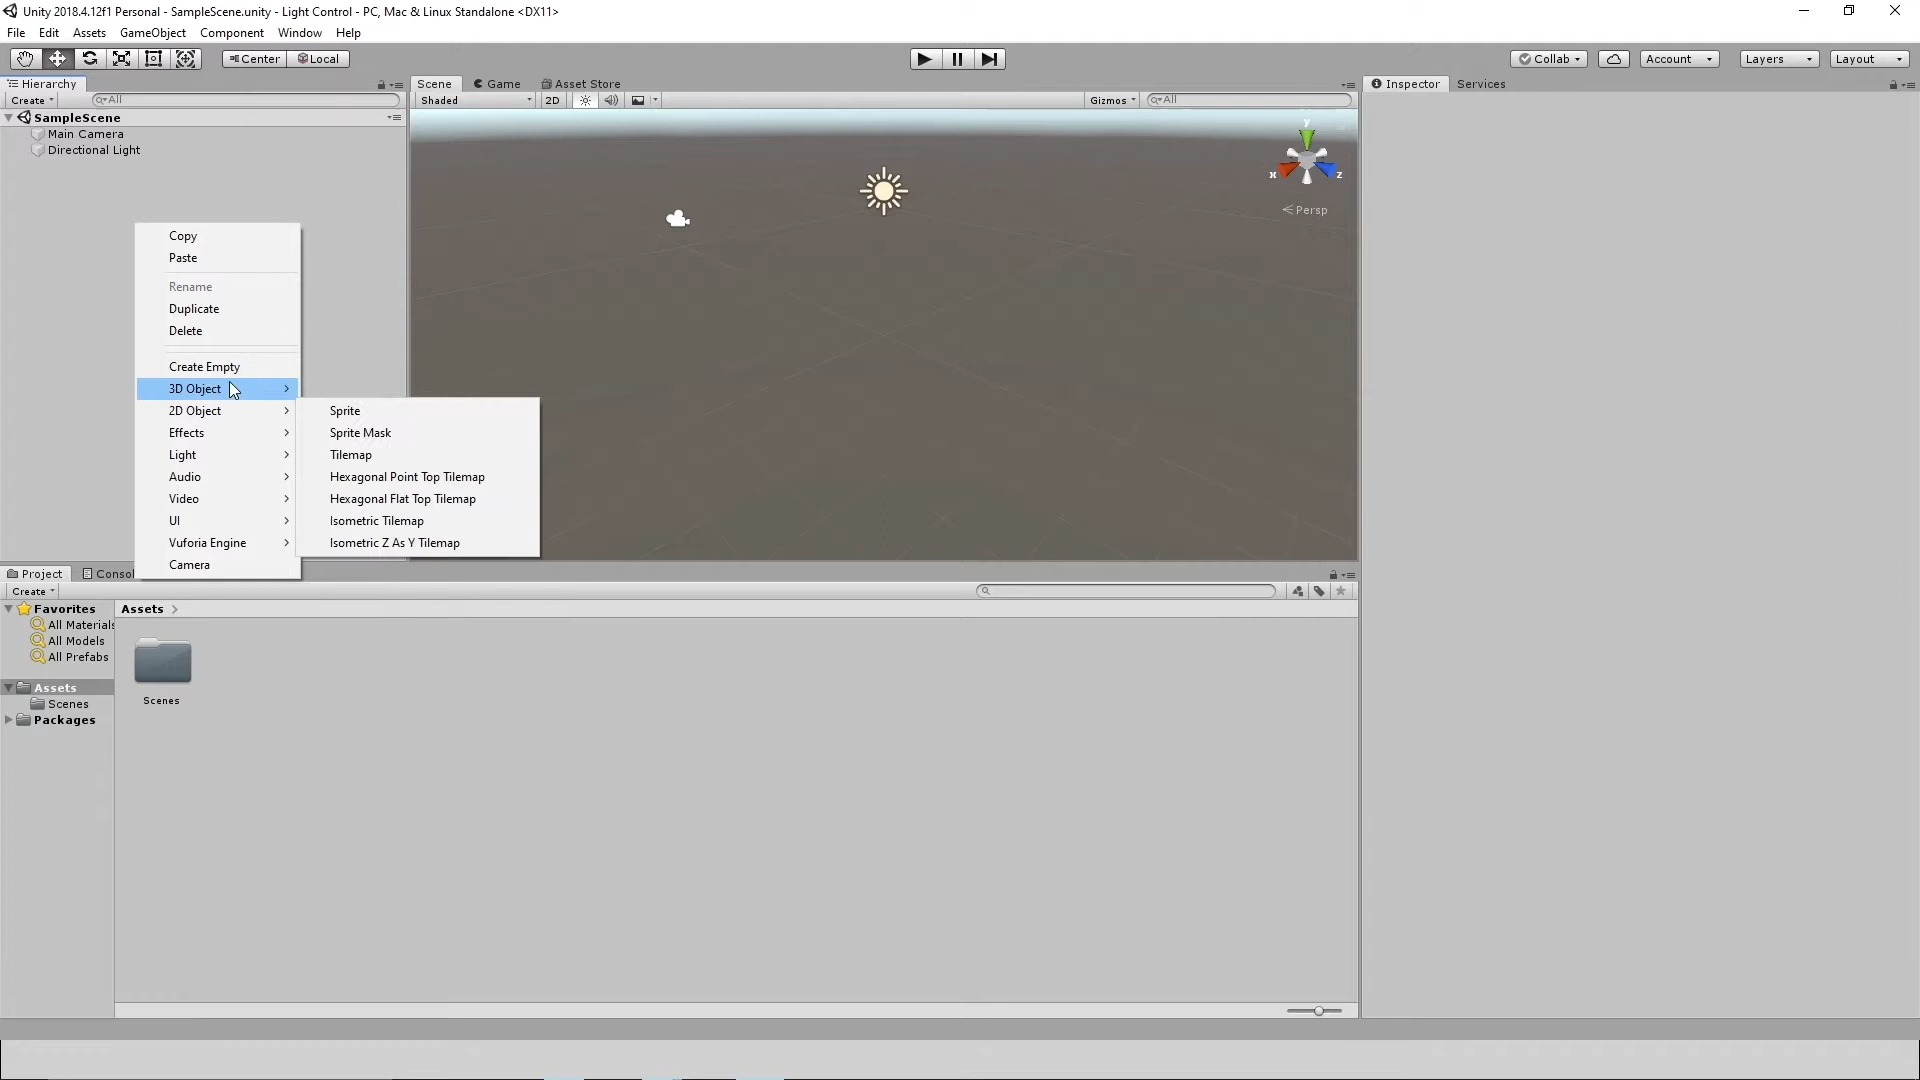 Unity 2018.4.12f1 Personal - SampleScene.unity - Light Control - PC, Mac & Linux Standalone <DX11>
File Edit Assets GameObject Component Window Help
Center Local Collab Account Layers Layout
Hierarchy Scene Game Asset Store Inspector Services
Create All Shaded 2D Gizmos All
SampleScene
Main Camera
Directional Light
y
x z
Persp
Copy
Paste
Rename
Duplicate
Delete
Create Empty
3D Object
2D Object
Effects
Light
Audio
Video
UI
Vuforia Engine
Camera
Sprite
Sprite Mask
Tilemap
Hexagonal Point Top Tilemap
Hexagonal Flat Top Tilemap
Isometric Tilemap
Isometric Z As Y Tilemap
Project Consol
Create
Favorites
All Materials
All Models
All Prefabs
Assets
Scenes
Packages
Assets
Scenes